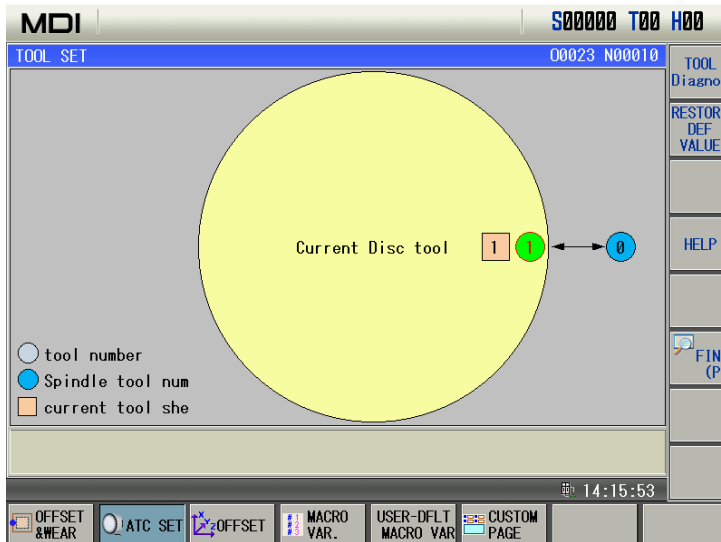 MDI
S00000 T00 H00
TOOL SET
O0023 N00010
TOOL
Diagno
RESTOR
DEF
VALUE
HELP
FIN
(P
Current Disc tool 1 1 0
tool number
Spindle tool num
current tool she
14:15:53
OFFSET
&WEAR
ATC SET
XYZOFFSET
MACRO
VAR.
USER-DFLT
MACRO VAR
CUSTOM
PAGE